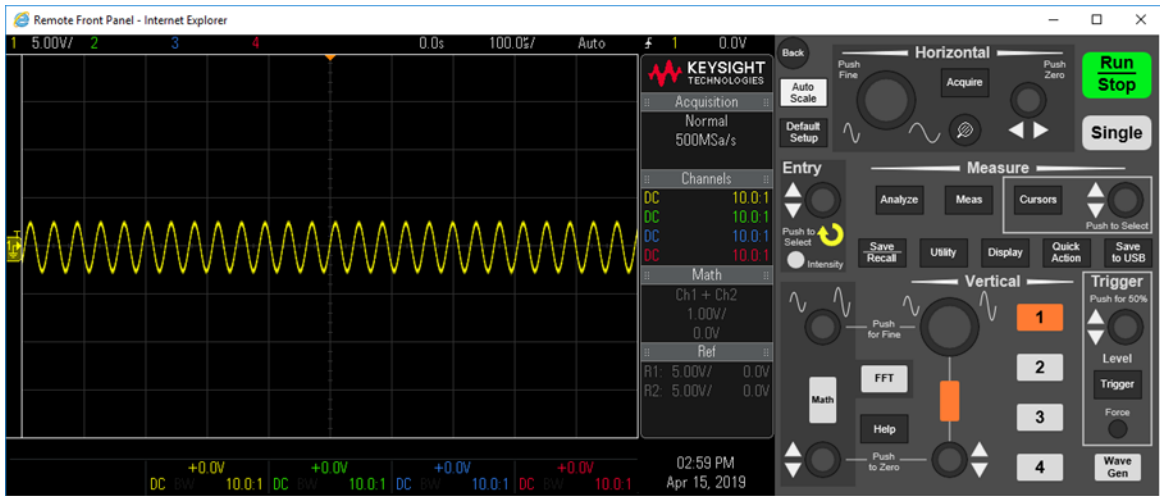 Remote Front Panel - Internet Explorer
1 5.00V/ 2 3 4 0.0s 100.0s/ Auto 1 0.0V
KEYSIGHT
TECHNOLOGIES
Acquisition
Normal
500MSa/s
Channels
DC 10.0:1
DC 10.0:1
DC 10.0:1
DC 10.0:1
Math
Ch1 + Ch2
1.00V/
0.0V
Ref
R1: 5.00V/ 0.0V
R2: 5.00V/ 0.0V
+0.0V +0.0V +0.0V +0.0V
DC BW 10.0:1 DC BW 10.0:1 DC BW 10.0:1 DC BW 10.0:1
02:59 PM
Apr 15, 2019
Back
Horizontal
Push
Fine
Push
Zero
Run
Stop
Auto
Scale
Acquire
Default
Setup
Single
Entry
Measure
Analyze
Meas
Cursors
Push to
Select
Push to Select
Intensity
Save
Recall
Utility
Display
Quick
Action
Save
to USB
Vertical
Trigger
Push for 50%
Push
for Fine
1
2
3
4
Level
FFT
Trigger
Math
Force
Help
Push
to Zero
Wave
Gen